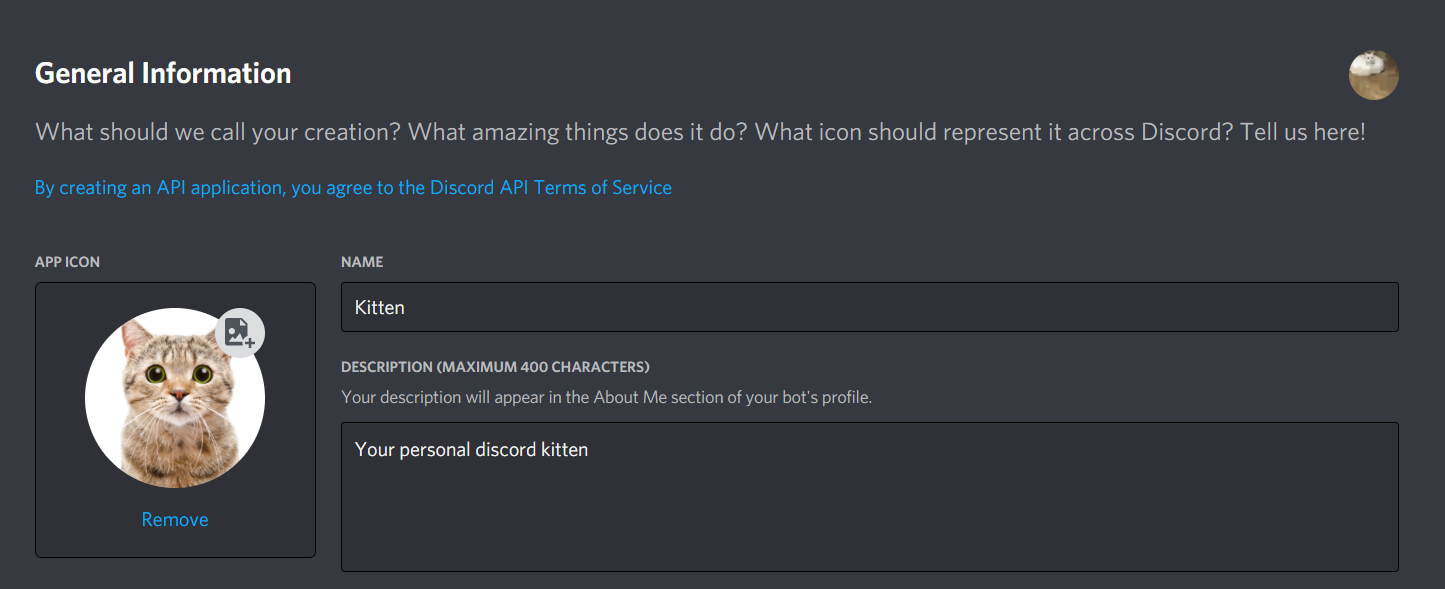 General Information
What should we call your creation? What amazing things does it do? What icon should represent it across Discord? Tell us here!
By creating an API application, you agree to the Discord API Terms of Service
APP ICON
Remove
NAME
Kitten
DESCRIPTION (MAXIMUM 400 CHARACTERS)
Your description will appear in the About Me section of your bot's profile.
Your personal discord kitten